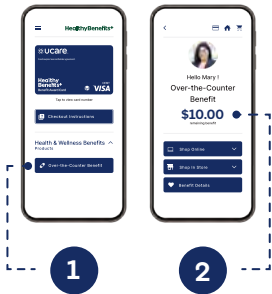 HealthyBenefits+
ucare
Healthy
Benefits+
VISA
Tap to view card number
Checkout Instructions
Health & Wellness Benefits
Products
Over-the-Counter Benefit
1
Hello Mary !
Over-the-Counter
Benefit
$10.00
remaining benefit
Shop Online
Shop In Store
Benefit Details
2